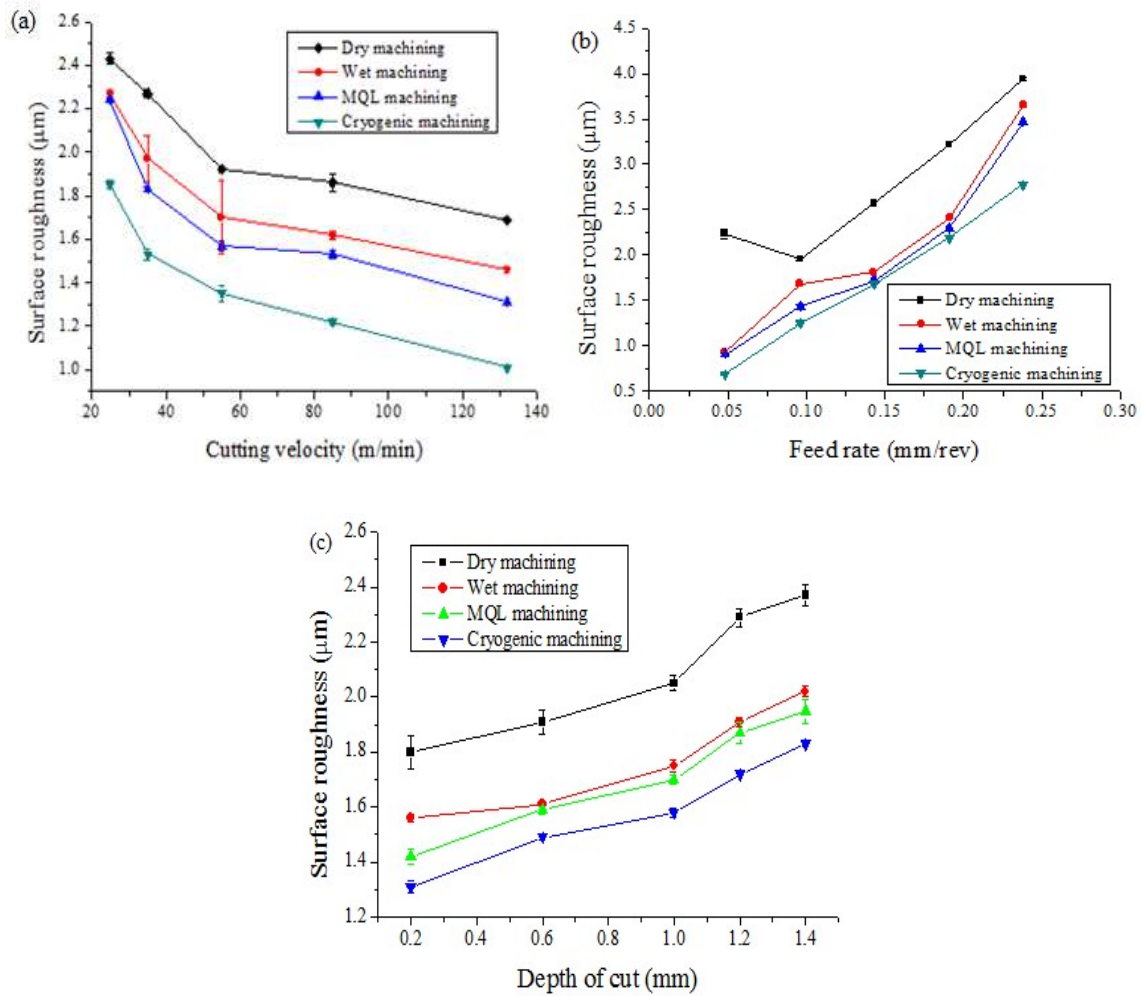 (a)
2.6
2.4
2.2
2.0
1.8
1.6
1.4
1.2
1.0
Surface roughness (μm)
Dry machining
Wet machining
MQL machining
Cryogenic machining
20 40 60 80 100 120 140
Cutting velocity (m/min)
(b)
4.5
4.0
3.5
3.0
2.5
2.0
1.5
1.0
0.5
Surface roughness (μm)
Dry machining
Wet machining
MQL machining
Cryogenic machining
0.00 0.05 0.10 0.15 0.20 0.25 0.30
Feed rate (mm/rev)
(c)
2.6
2.4
2.2
2.0
1.8
1.6
1.4
1.2
Surface roughness (μm)
Dry machining
Wet machining
MQL machining
Cryogenic machining
0.2 0.6 1.0 1.2 1.4
Depth of cut (mm)